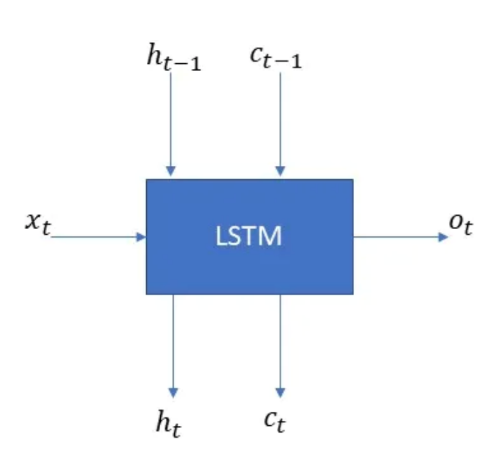 h_{t-1} c_{t-1}
x_t LSTM o_t
h_t c_t